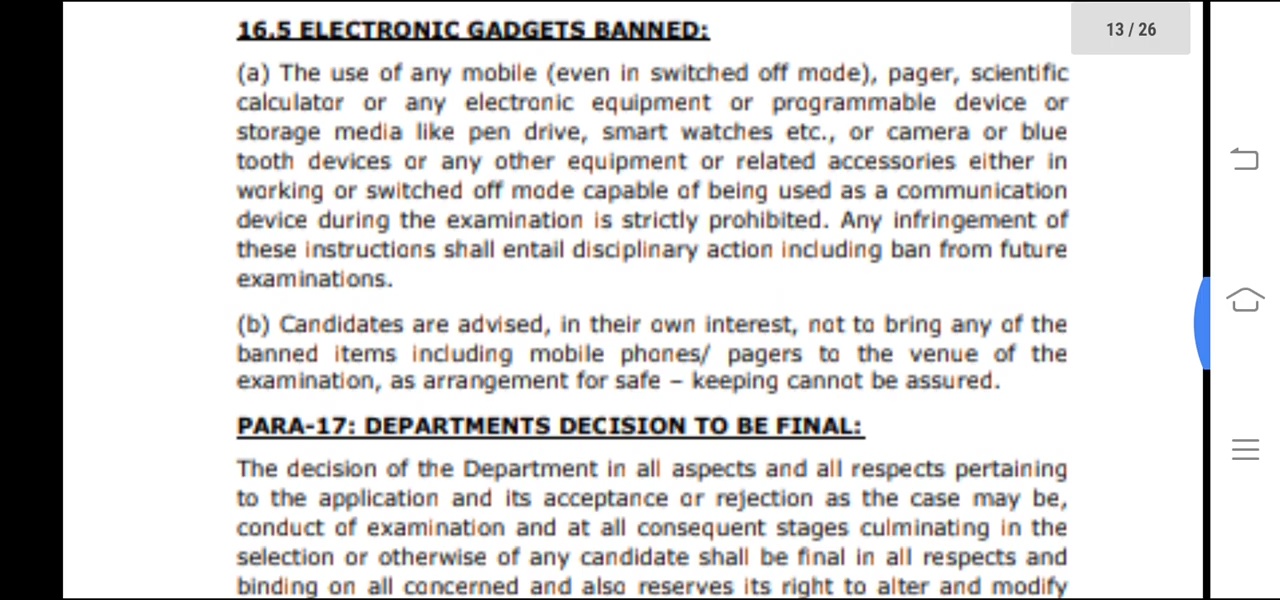 16.5 ELECTRONIC GADGETS BANNED:
13 / 26
(a) The use of any mobile (even in switched off mode), pager, scientific
calculator or any electronic equipment or programmable device or
storage media like pen drive, smart watches etc., or camera or blue
tooth devices or any other equipment or related accessories either in
working or switched off mode capable of being used as a communication
device during the examination is strictly prohibited. Any infringement of
these instructions shall entail disciplinary action including ban from future
examinations.
(b) Candidates are advised, in their own interest, not to bring any of the
banned items including mobile phones/ pagers to the venue of the
examination, as arrangement for safe – keeping cannot be assured.
PARA-17: DEPARTMENTS DECISION TO BE FINAL:
The decision of the Department in all aspects and all respects pertaining
to the application and its acceptance or rejection as the case may be,
conduct of examination and at all consequent stages culminating in the
selection or otherwise of any candidate shall be final in all respects and
binding on all concerned and also reserves its right to alter and modify